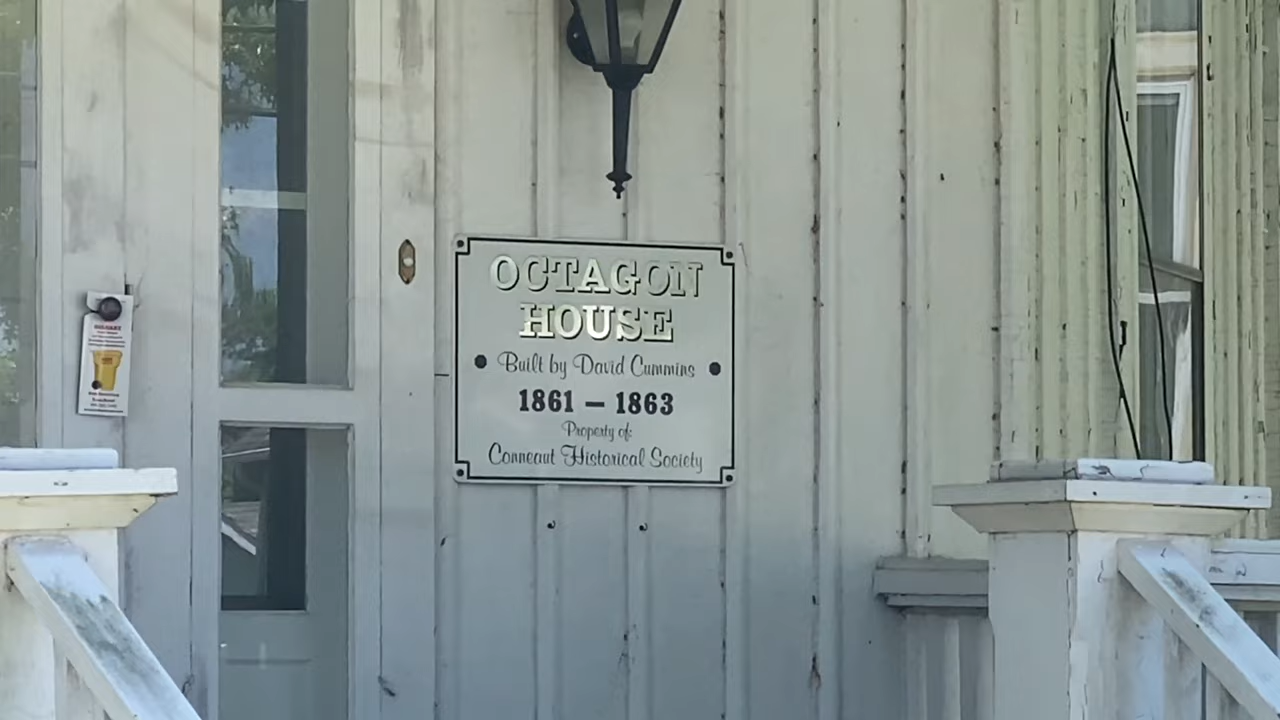 OCTAGON
HOUSE
Built by David Cummins
1861 — 1863
Property of:
Conneaut Historical Society